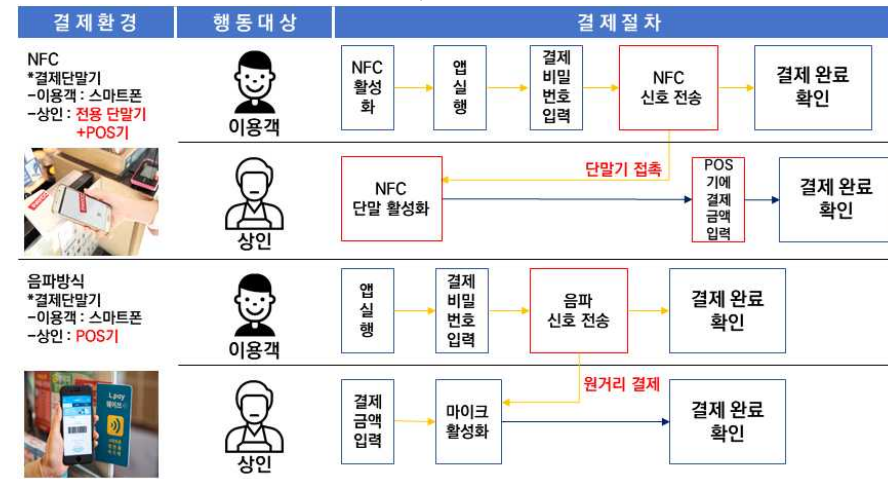 결제환경
행동대상
결제절차
NFC
*결제단말기
-이용객 : 스마트폰
-상인 : 전용 단말기
+POS기
이용객
NFC
활성
화
앱
실
행
결제
비밀
번호
입력
NFC
신호 전송
결제 완료
확인
단말기 접촉
상인
NFC
단말 활성화
POS
기에
결제
금액
입력
결제 완료
확인
음파방식
*결제단말기
-이용객 : 스마트폰
-상인 : POS기
이용객
앱
실
행
결제
비밀
번호
입력
음파
신호 전송
결제 완료
확인
원거리 결제
L.pay
웨이브
상인
결제
금액
입력
마이크
활성화
결제 완료
확인